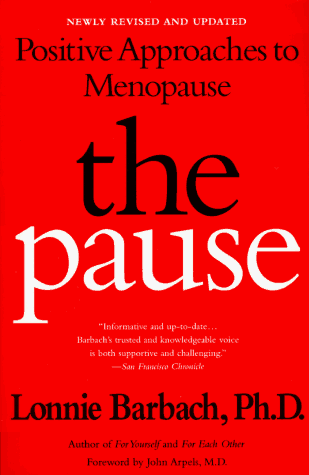 NEWLY REVISED AND UPDATED
Positive Approaches to
Menopause
the
pause
"Informative and up-to-date...
Barbach's trusted and knowledgeable voice
is both supportive and challenging."
—San Francisco Chronicle
Lonnie Barbach, Ph.D.
Author of For Yourself and For Each Other
Foreword by John Arpels, M.D.